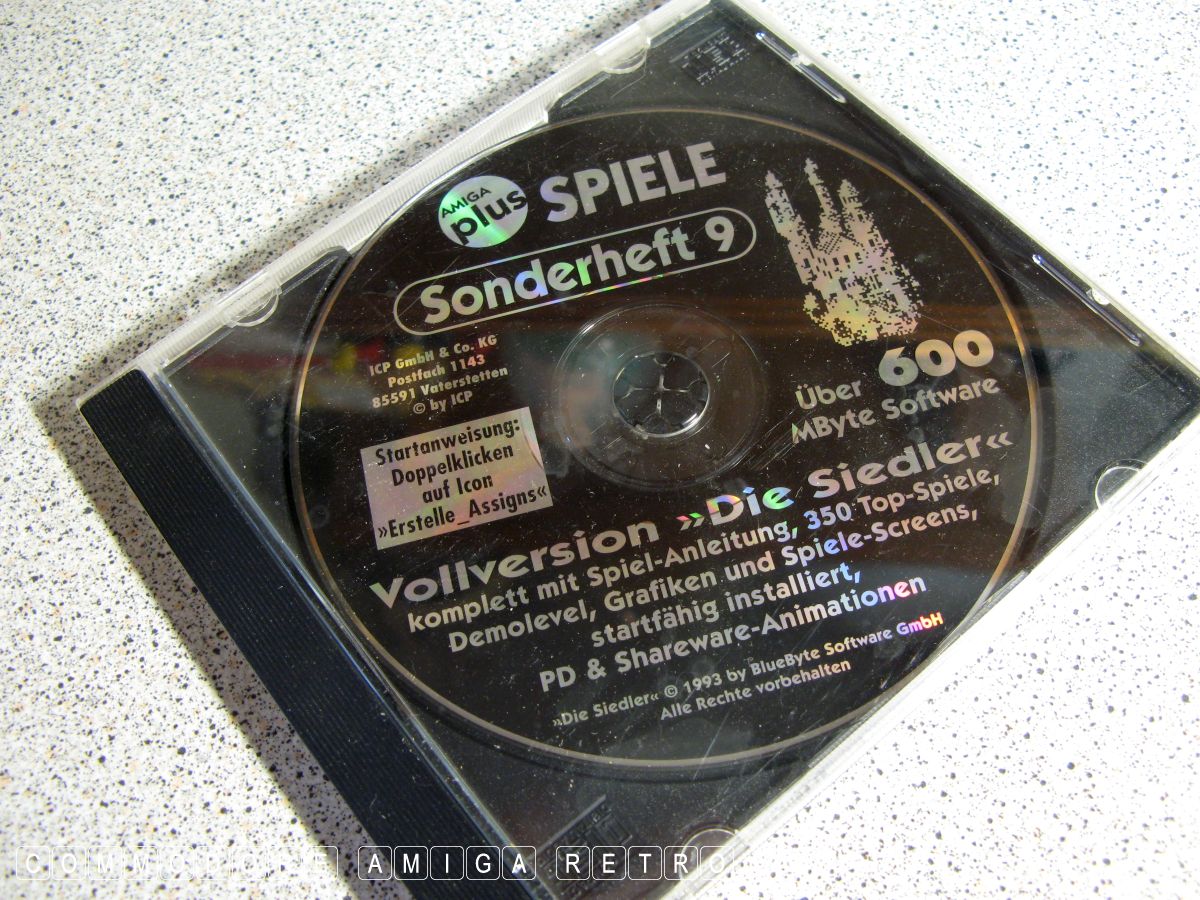 AMIGA
plus
SPIELE
Sonderheft 9
ICP GmbH & Co. KG
Postfach 1143
85591 Vaterstetten
© by ICP
Startanweisung:
Doppelklicken
auf Icon
»Erstelle_Assigns«
Über 600
MByte Software
Vollversion »Die Siedler«
komplett mit Spiel-Anleitung, 350 Top-Spiele,
Demolevel, Grafiken und Spiele-Screens,
startfähig installiert,
PD & Shareware-Animationen
»Die Siedler« © 1993 by BlueByte Software GmbH
Alle Rechte vorbehalten
COMMODORE AMIGA RETRO